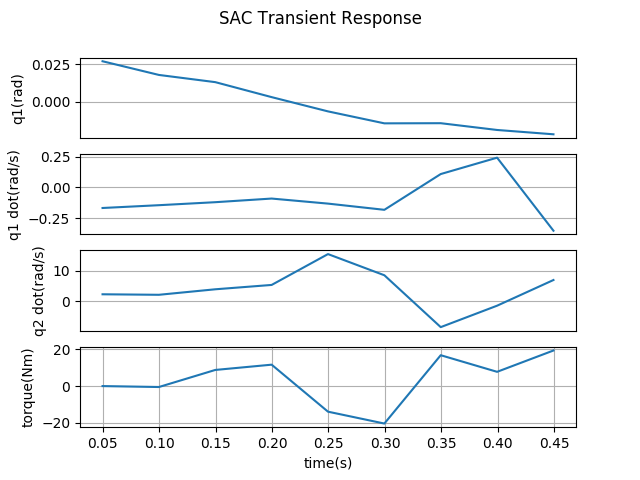 SAC Transient Response
q1(rad)
0.025
0.000
q1 dot(rad/s)
0.25
0.00
−0.25
q2 dot(rad/s)
10
0
torque(Nm)
20
0
−20
0.05 0.10 0.15 0.20 0.25 0.30 0.35 0.40 0.45
time(s)